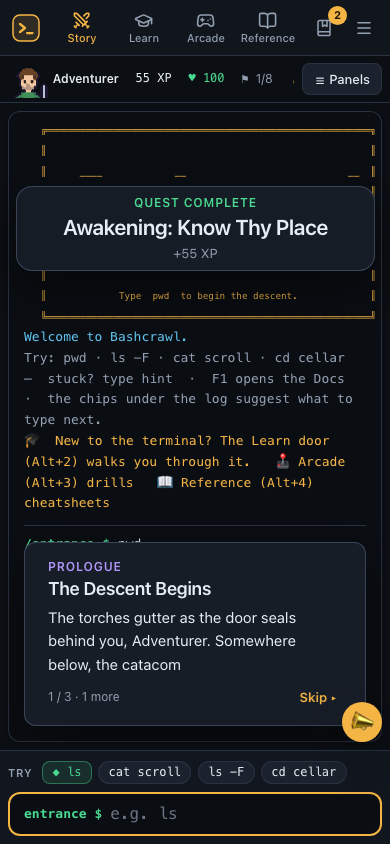 Story
Learn
Arcade
Reference
2
Adventurer
55 XP
♥ 100
⚑ 1/8
≡ Panels
QUEST COMPLETE
Awakening: Know Thy Place
+55 XP
Type pwd to begin the descent.
Welcome to Bashcrawl.
Try: pwd · ls −F · cat scroll · cd cellar
— stuck? type hint · F1 opens the Docs
· the chips under the log suggest what to
type next.
🎓 New to the terminal? The Learn door
(Alt+2) walks you through it. 🕹️ Arcade
(Alt+3) drills 📖 Reference (Alt+4)
cheatsheets
/entrance $ pwd
PROLOGUE
The Descent Begins
The torches gutter as the door seals
behind you, Adventurer. Somewhere
below, the catacom
1 / 3 · 1 more
Skip ▸
TRY
◆ ls
cat scroll
ls −F
cd cellar
entrance $ e.g. ls